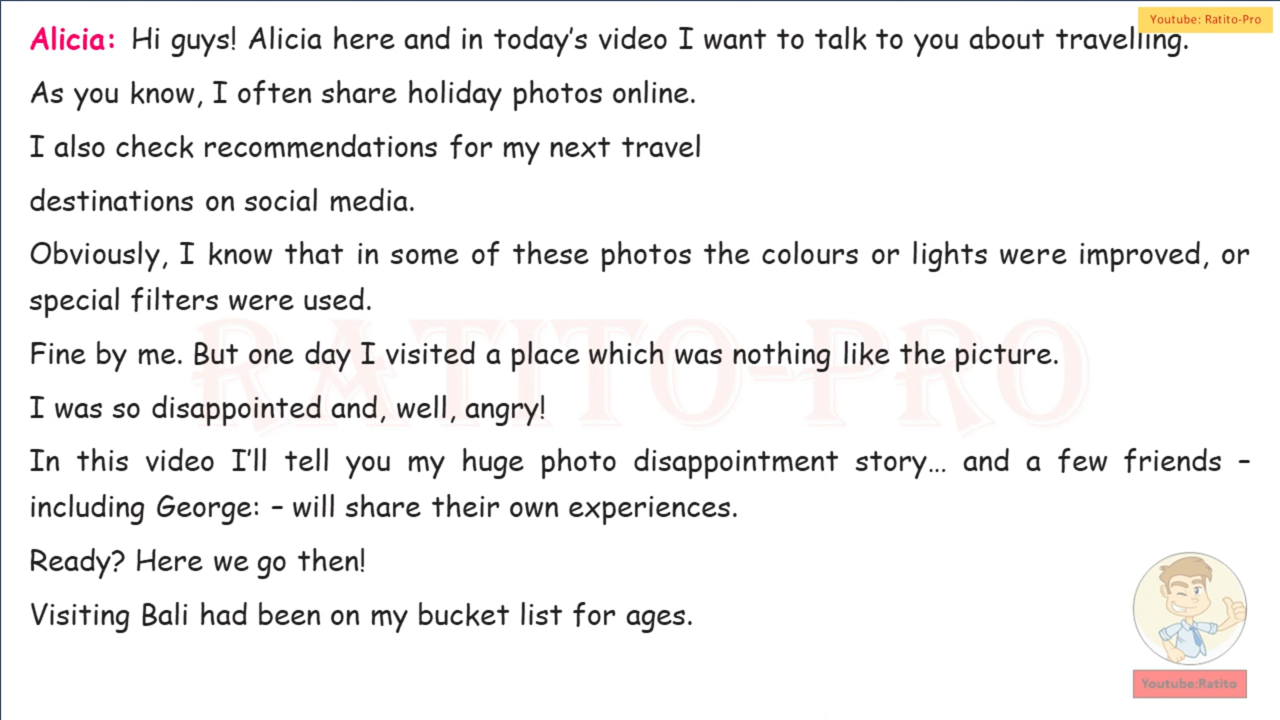 Youtube: Ratito-Pro
Alicia: Hi guys! Alicia here and in today's video I want to talk to you about travelling.
As you know, I often share holiday photos online.
I also check recommendations for my next travel
destinations on social media.
Obviously, I know that in some of these photos the colours or lights were improved, or
special filters were used.
RATITO-PRO
Fine by me. But one day I visited a place which was nothing like the picture.
I was so disappointed and, well, angry!
In this video I'll tell you my huge photo disappointment story... and a few friends –
including George: – will share their own experiences.
Ready? Here we go then!
Visiting Bali had been on my bucket list for ages.
Youtube:Ratito